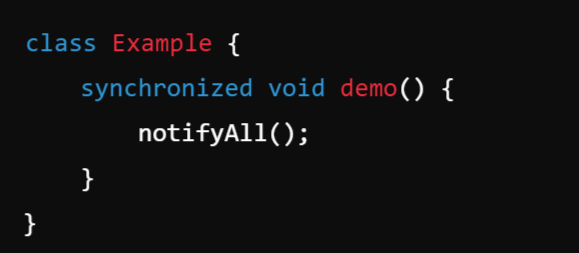 class Example {
    synchronized void demo() {
        notifyAll();
    }
}